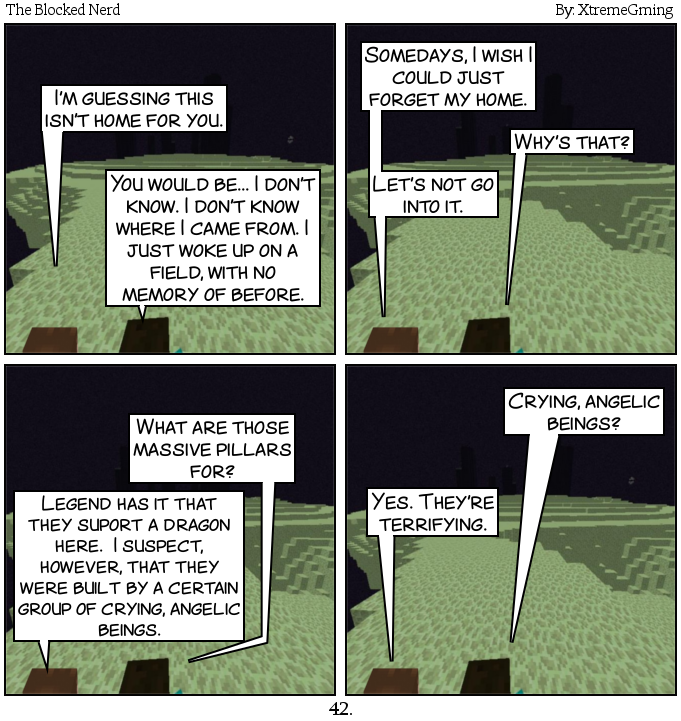 The Blocked Nerd
By: XtremeGming
I'm guessing this
isn't home for you.
You would be... I don't
know. I don't know
where I came from. I
just woke up on a
field, with no
memory of before.
Somedays, I wish I
could just
forget my home.
Why's that?
Let's not go
into it.
What are those
massive pillars
for?
Legend has it that
they suport a dragon
here. I suspect,
however, that they
were built by a certain
group of crying, angelic
beings.
Crying, angelic
beings?
Yes. They're
terrifying.
42.